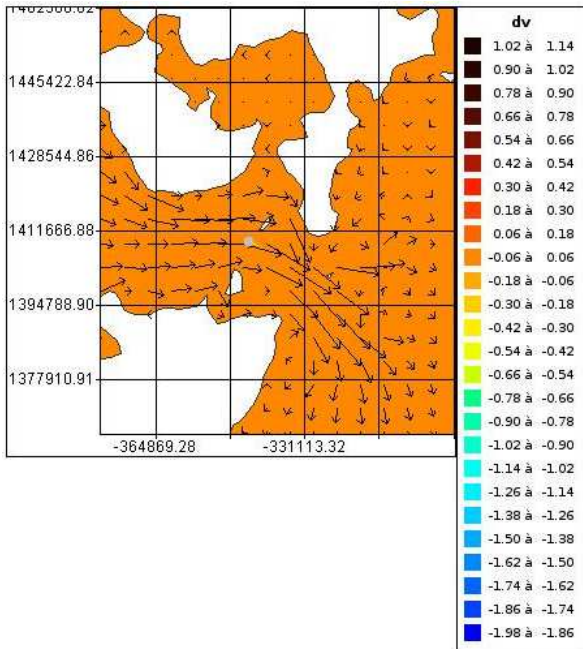 1445422.84
1428544.86
1411666.88
1394788.90
1377910.91
-364869.28 -331113.32
dv
1.02 à 1.14
0.90 à 1.02
0.78 à 0.90
0.66 à 0.78
0.54 à 0.66
0.42 à 0.54
0.30 à 0.42
0.18 à 0.30
0.06 à 0.18
-0.06 à 0.06
-0.18 à -0.06
-0.30 à -0.18
-0.42 à -0.30
-0.54 à -0.42
-0.66 à -0.54
-0.78 à -0.66
-0.90 à -0.78
-1.02 à -0.90
-1.14 à -1.02
-1.26 à -1.14
-1.38 à -1.26
-1.50 à -1.38
-1.62 à -1.50
-1.74 à -1.62
-1.86 à -1.74
-1.98 à -1.86